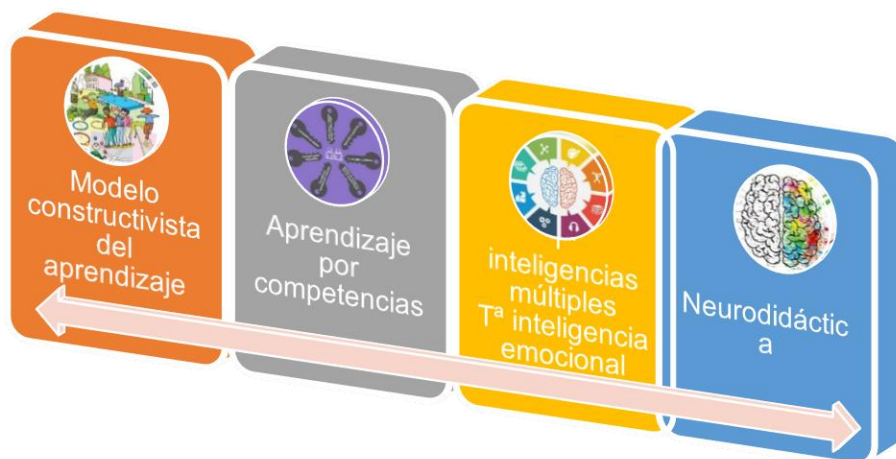 Modelo
constructivista
del
aprendizaje
Aprendizaje
por
competencias
inteligencias
múltiples
Tª inteligencia
emocional
Neurodidáctic
a